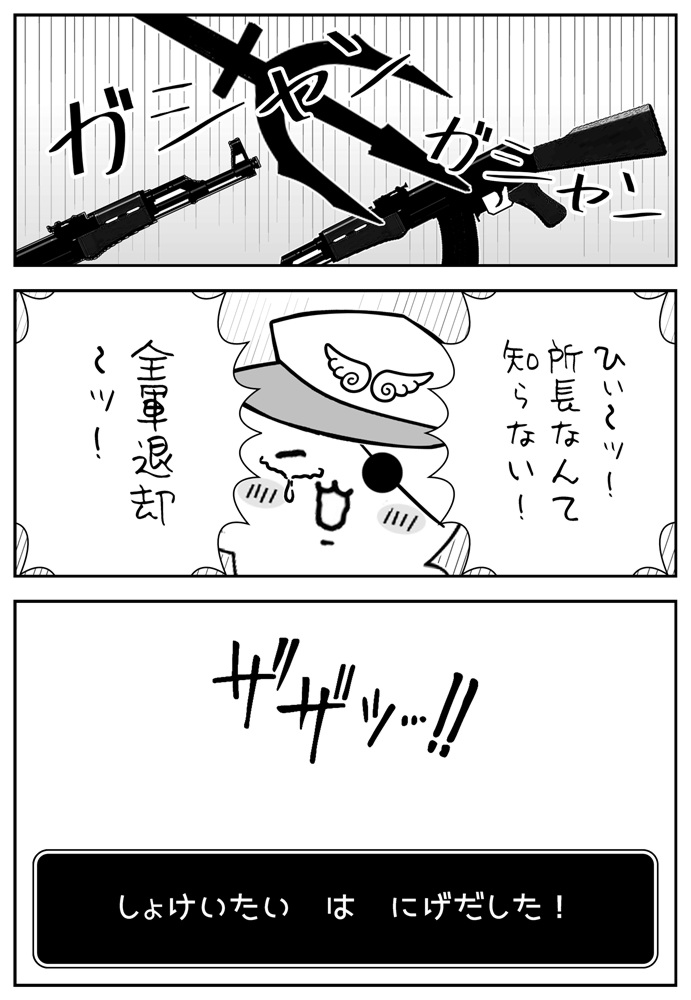 ガシャン
ガシャン
ひぃ〜ッ!
所長なんて
知らない!
全軍退却
〜ッ!
ザザッ…!!
しょけいたい は にげだした!